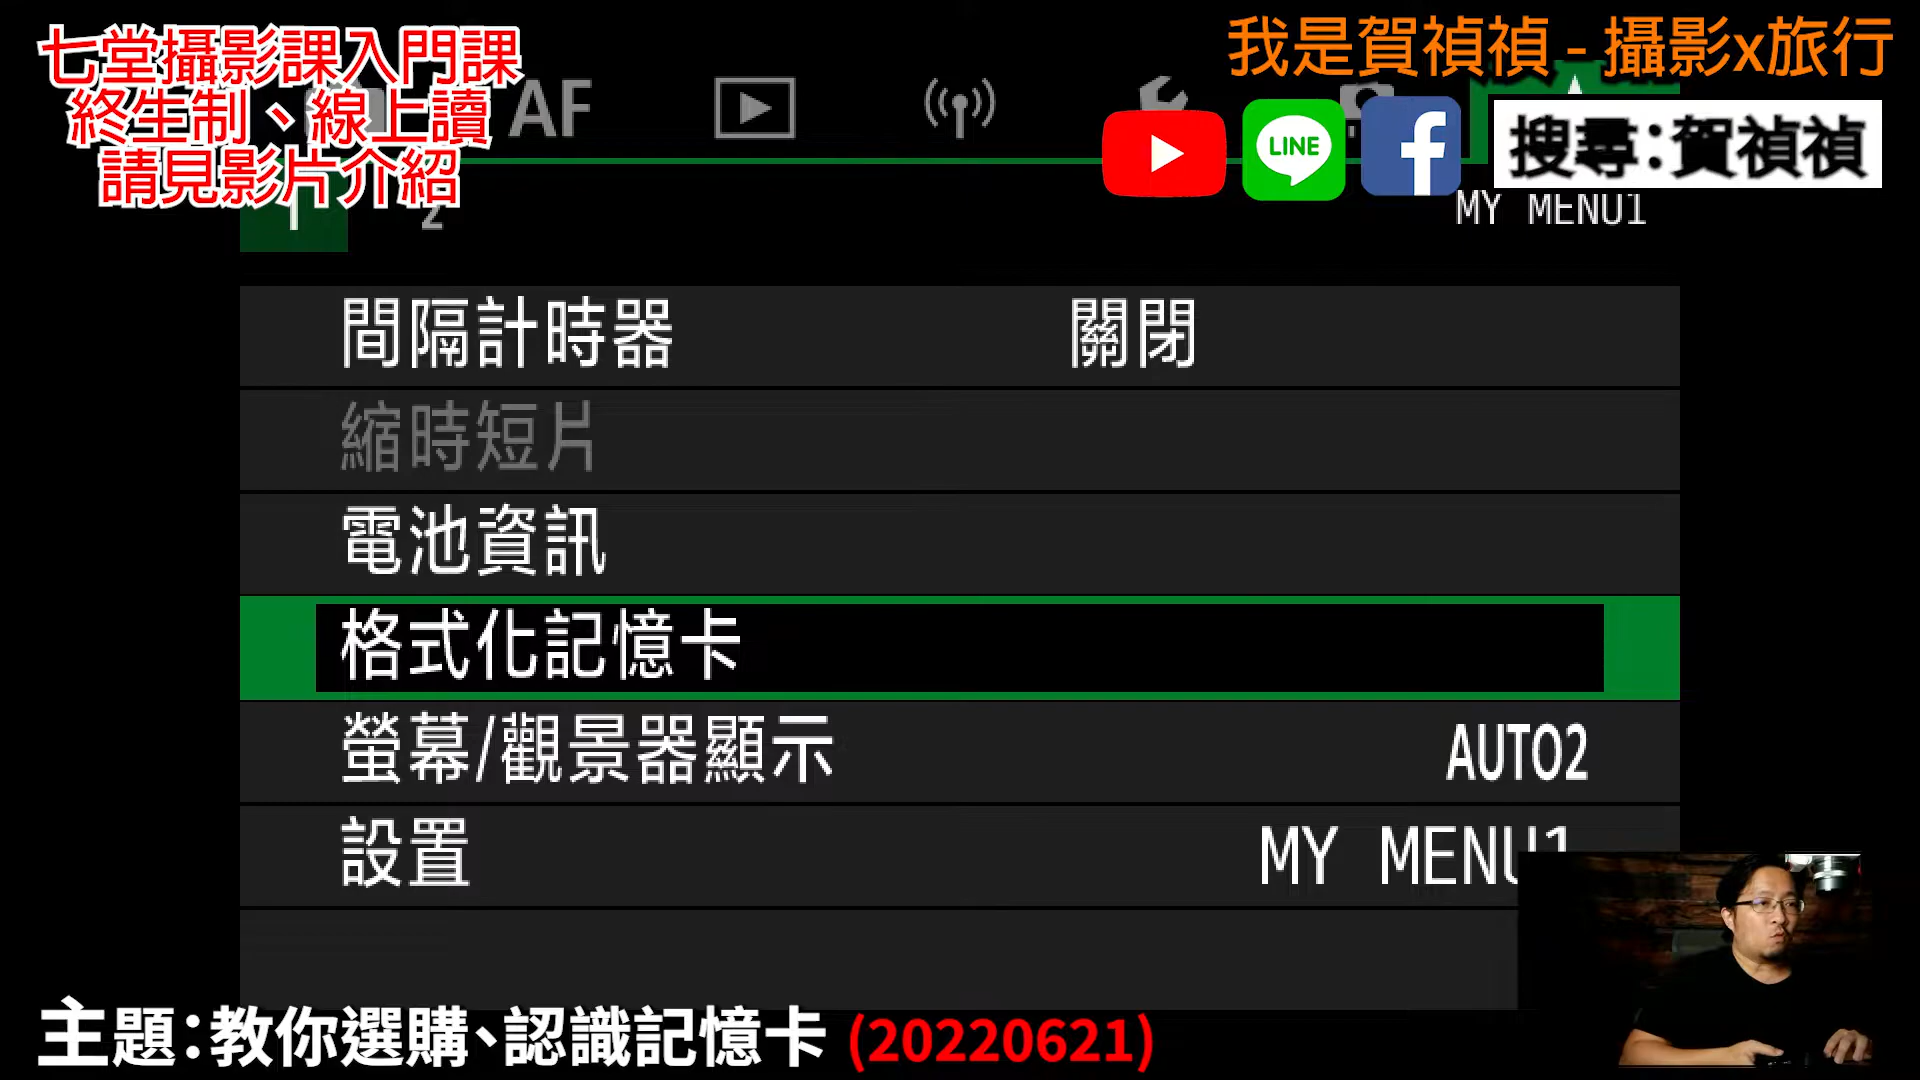 七堂攝影課入門課
終生制、線上讀
請見影片介紹
我是賀禎禎 - 攝影x旅行
AF
LINE
搜尋:賀禎禎
1
2
MY MENU1
間隔計時器 關閉
縮時短片
電池資訊
格式化記憶卡
螢幕/觀景器顯示 AUTO2
設置 MY MENU1
主題:教你選購、認識記憶卡 (20220621)